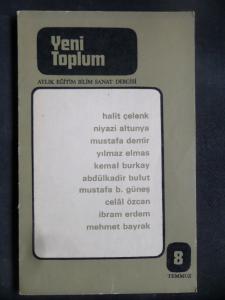 Yeni
Toplum
AYLIK EĞİTİM BİLİM SANAT DERGİSİ
halit çelenk
niyazi altunya
mustafa demir
yılmaz elmas
kemal burkay
abdülkadir bulut
mustafa b. güneş
celâl özcan
ibram erdem
mehmet bayrak
8
TEMMUZ